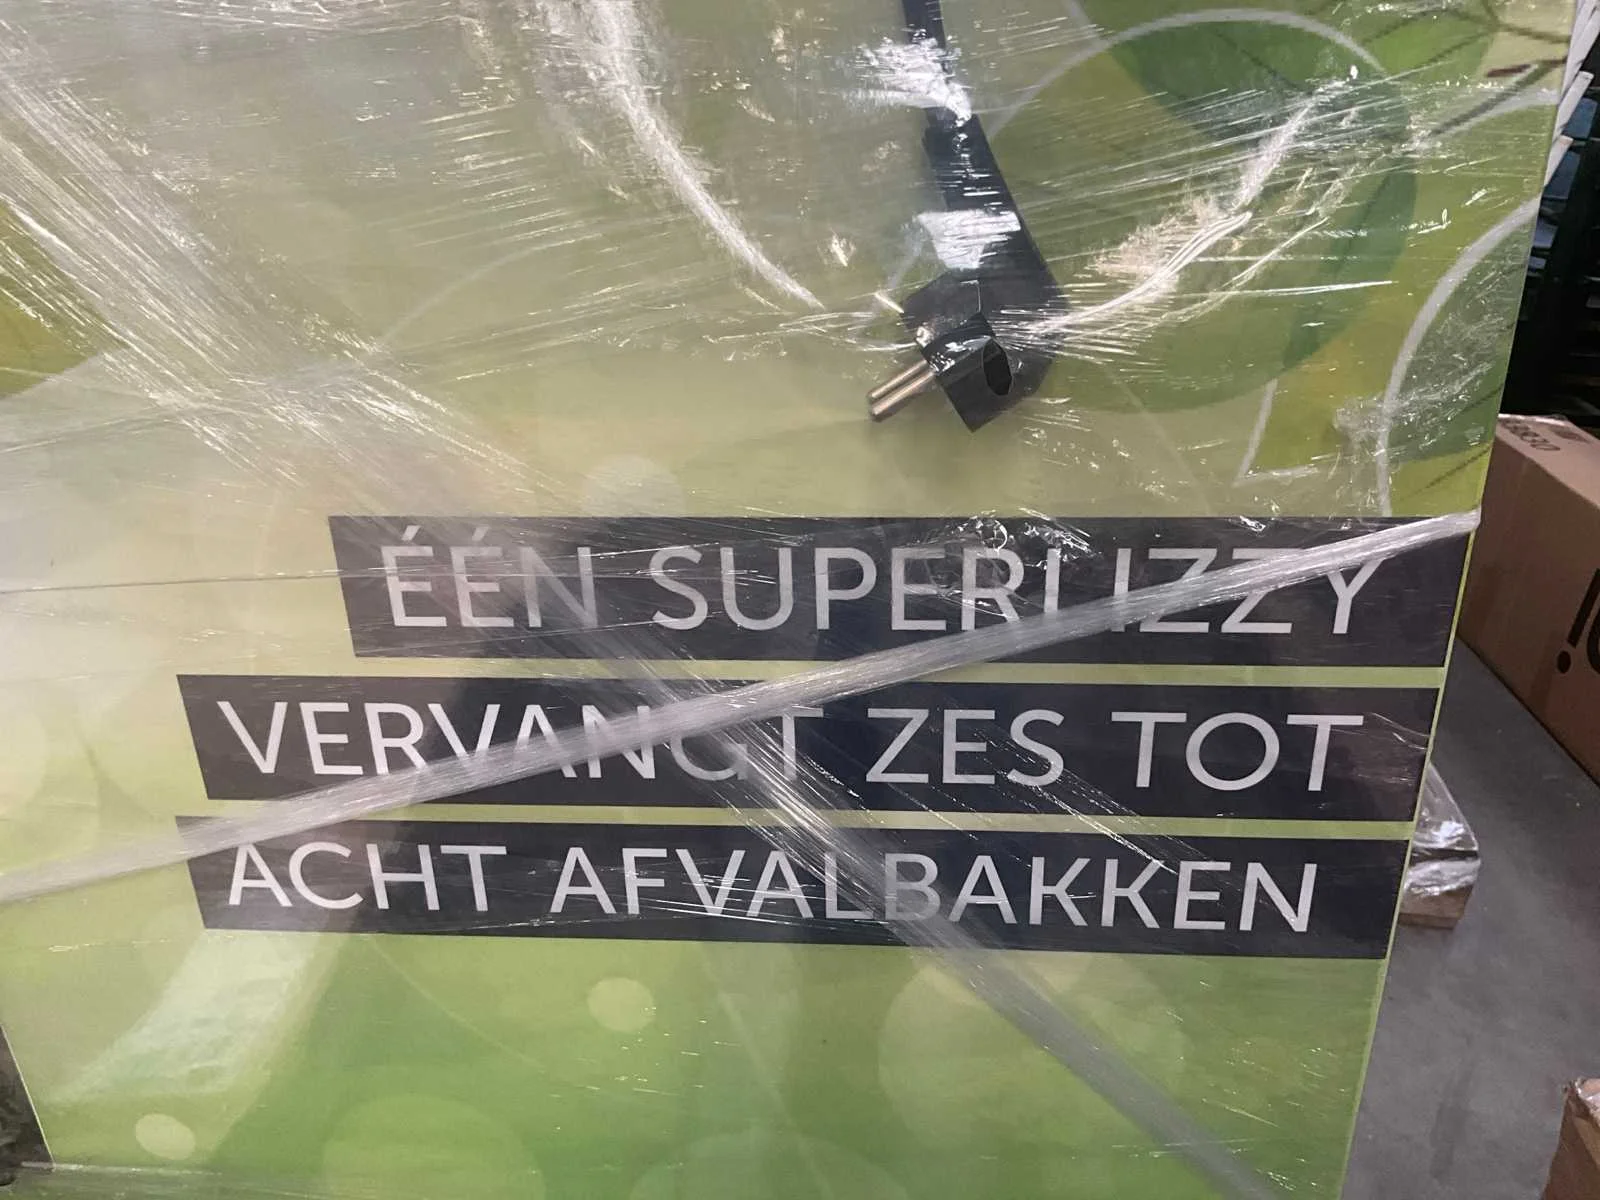 ÉÉN SUPERLIZZY
VERVANGT ZES TOT
ACHT AFVALBAKKEN